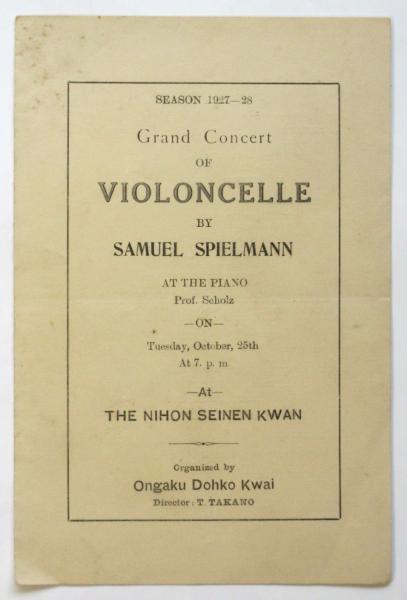 SEASON 1927—28
Grand Concert
OF
VIOLONCELLE
BY
SAMUEL SPIELMANN
AT THE PIANO
Prof. Scholz
—ON—
Tuesday, October, 25th
At 7. p. m
—At—
THE NIHON SEINEN KWAN
Organized by
Ongaku Dohko Kwai
Director: T. TAKANO